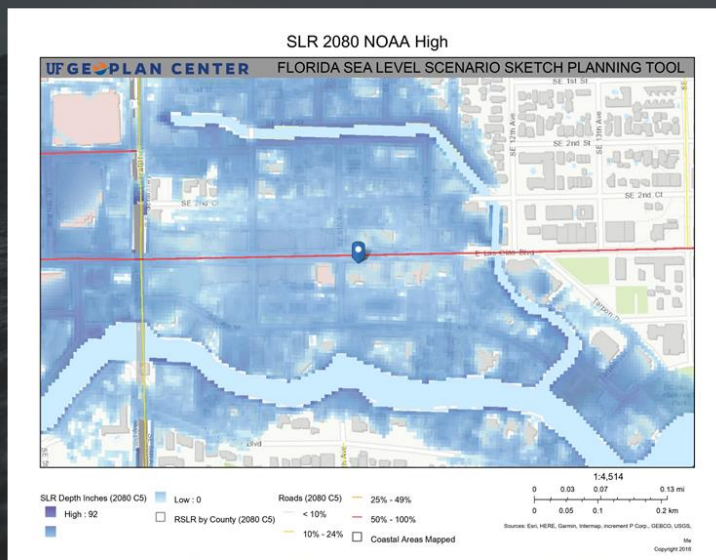 SLR 2080 NOAA High
UF GEOPLAN CENTER
FLORIDA SEA LEVEL SCENARIO SKETCH PLANNING TOOL
SE 1st St
SE 12th Ave
SE 13th Ave
SE 2nd St
SE 2nd Ct
SE 2nd Ct
E Las Olas Blvd
Tarpon
Blvd
1:4,514
SLR Depth Inches (2080 C5)
High : 92
Low : 0
RSLR by County (2080 C5)
Roads (2080 C5)
< 10%
10% - 24%
25% - 49%
50% - 100%
Coastal Areas Mapped
0 0.03 0.07 0.13 mi
0 0.05 0.1 0.2 km
Sources: Esri, HERE, Garmin, Intermap, increment P Corp., GEBCO, USGS,
Me
Copyright 2016